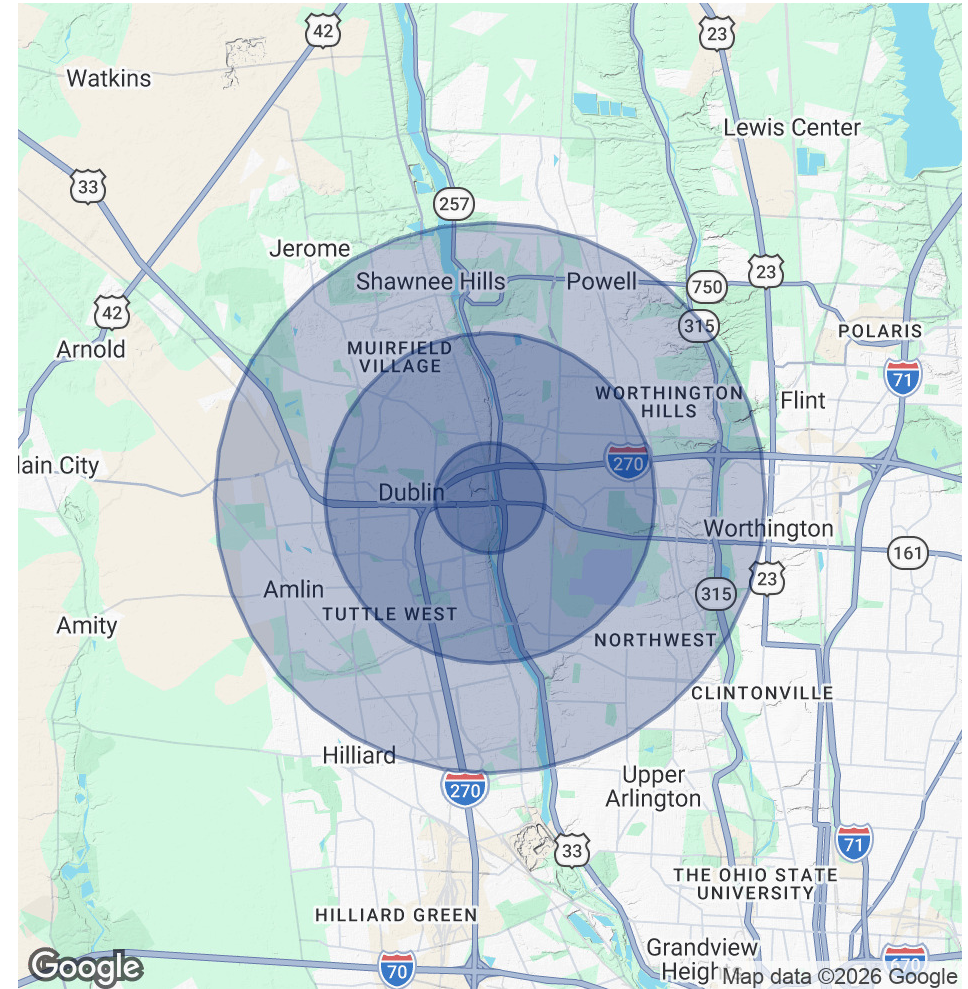 42
23
Watkins
Lewis Center
33
257
Jerome
23
Shawnee Hills
Powell
750
42
315
POLARIS
Arnold
MUIRFIELD
VILLAGE
71
WORTHINGTON
HILLS
Flint
270
lain City
Dublin
Worthington
161
23
Amlin
315
TUTTLE WEST
Amity
NORTHWEST
CLINTONVILLE
Hilliard
Upper
Arlington
270
71
33
THE OHIO STATE
UNIVERSITY
HILLIARD GREEN
Grandview
Heights
670
70
Google
Map data ©2026 Google